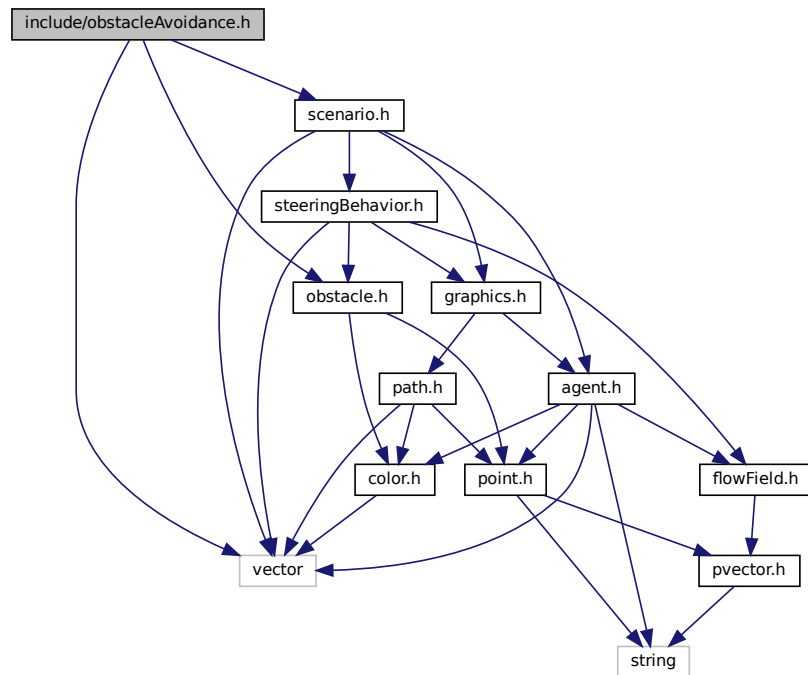 include/obstacleAvoidance.h
scenario.h
steeringBehavior.h
obstacle.h
graphics.h
path.h
agent.h
color.h
point.h
flowField.h
vector
pvector.h
string